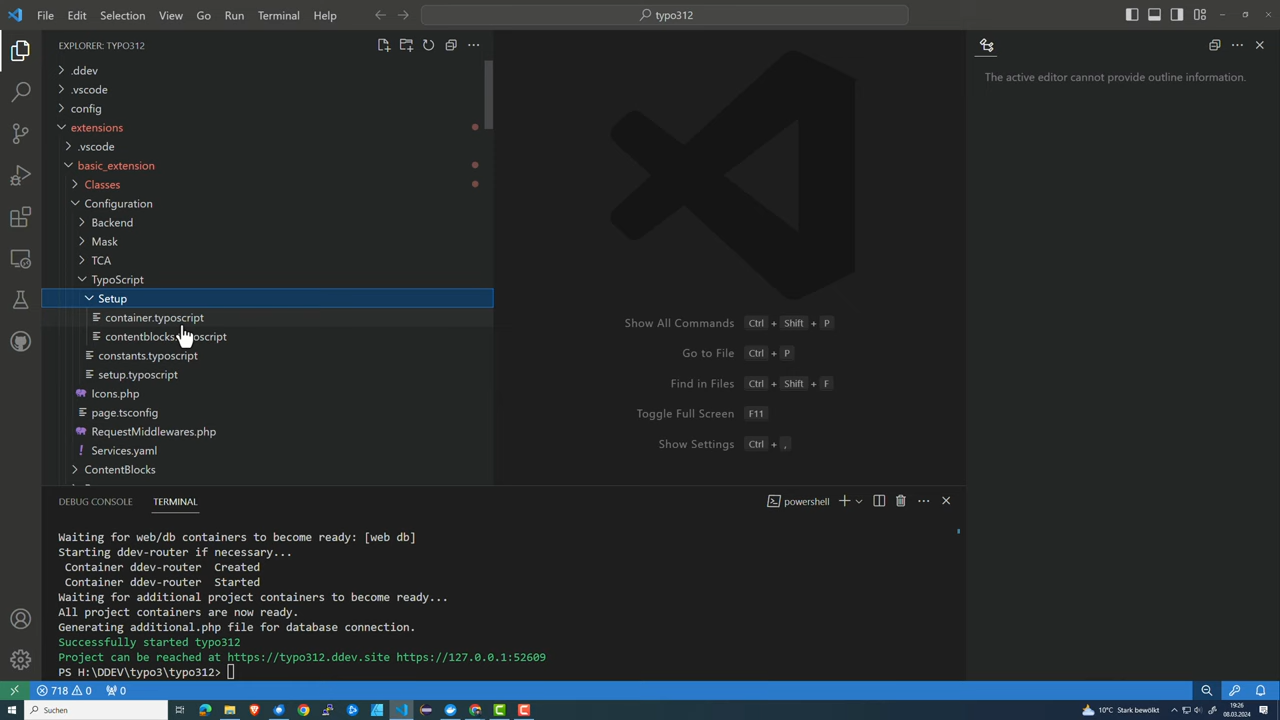 File Edit Selection View Go Run Terminal Help
typo312
EXPLORER: TYPO312
.ddev
.vscode
config
extensions
.vscode
basic_extension
Classes
Configuration
Backend
Mask
TCA
TypoScript
Setup
container.typoscript
contentblocks.typoscript
constants.typoscript
setup.typoscript
Icons.php
page.tsconfig
RequestMiddlewares.php
Services.yaml
ContentBlocks
Show All Commands Ctrl + Shift + P
Go to File Ctrl + P
Find in Files Ctrl + Shift + F
Toggle Full Screen F11
Show Settings Ctrl + ,
The active editor cannot provide outline information.
DEBUG CONSOLE TERMINAL
powershell
Waiting for web/db containers to become ready: [web db]
Starting ddev-router if necessary...
Container ddev-router Created
Container ddev-router Started
Waiting for additional project containers to become ready...
All project containers are now ready.
Generating additional.php file for database connection.
Successfully started typo312
Project can be reached at https://typo312.ddev.site https://127.0.0.1:52609
PS H:\DDEV\typo3\typo312>
718 0 0
Suchen
10°C Stark bewölkt
19:26
08.03.2024